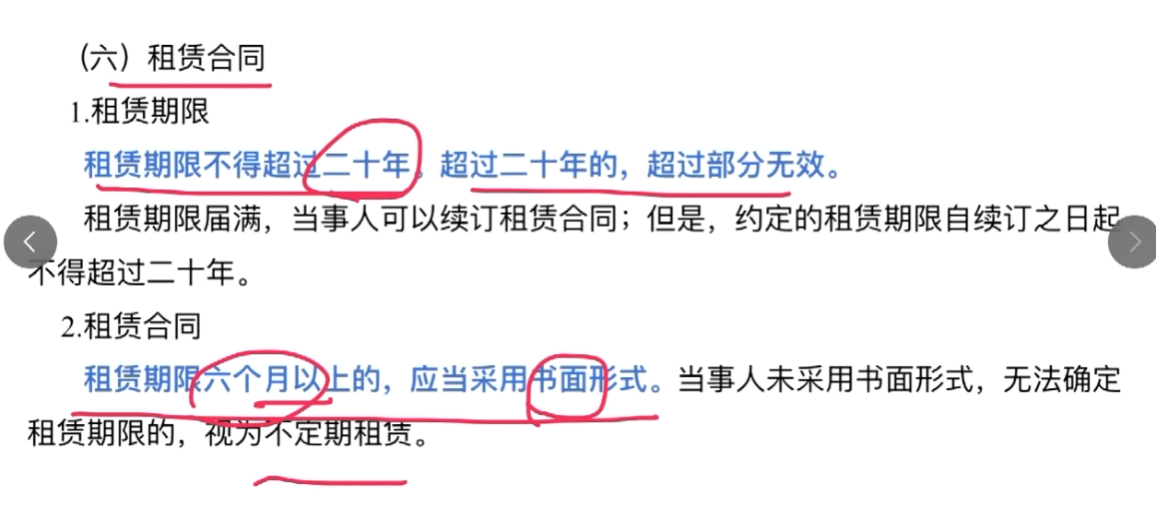 （六）租赁合同
1.租赁期限
租赁期限不得超过二十年。超过二十年的，超过部分无效。
租赁期限届满，当事人可以续订租赁合同；但是，约定的租赁期限自续订之日起
不得超过二十年。
2.租赁合同
租赁期限六个月以上的，应当采用书面形式。当事人未采用书面形式，无法确定
租赁期限的，视为不定期租赁。